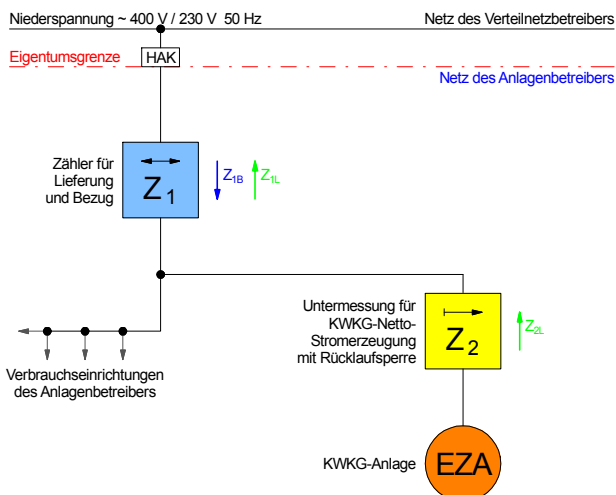 Niederspannung ~ 400 V / 230 V 50 Hz
Netz des Verteilnetzbetreibers
Eigentumsgrenze
HAK
Netz des Anlagenbetreibers
Zähler für
Lieferung
und Bezug
Z1
Z1B
Z1L
Untermessung für
KWKG-Netto-
Stromerzeugung
mit Rücklaufsperre
Z2
Z2L
Verbrauchseinrichtungen
des Anlagenbetreibers
KWKG-Anlage
EZA